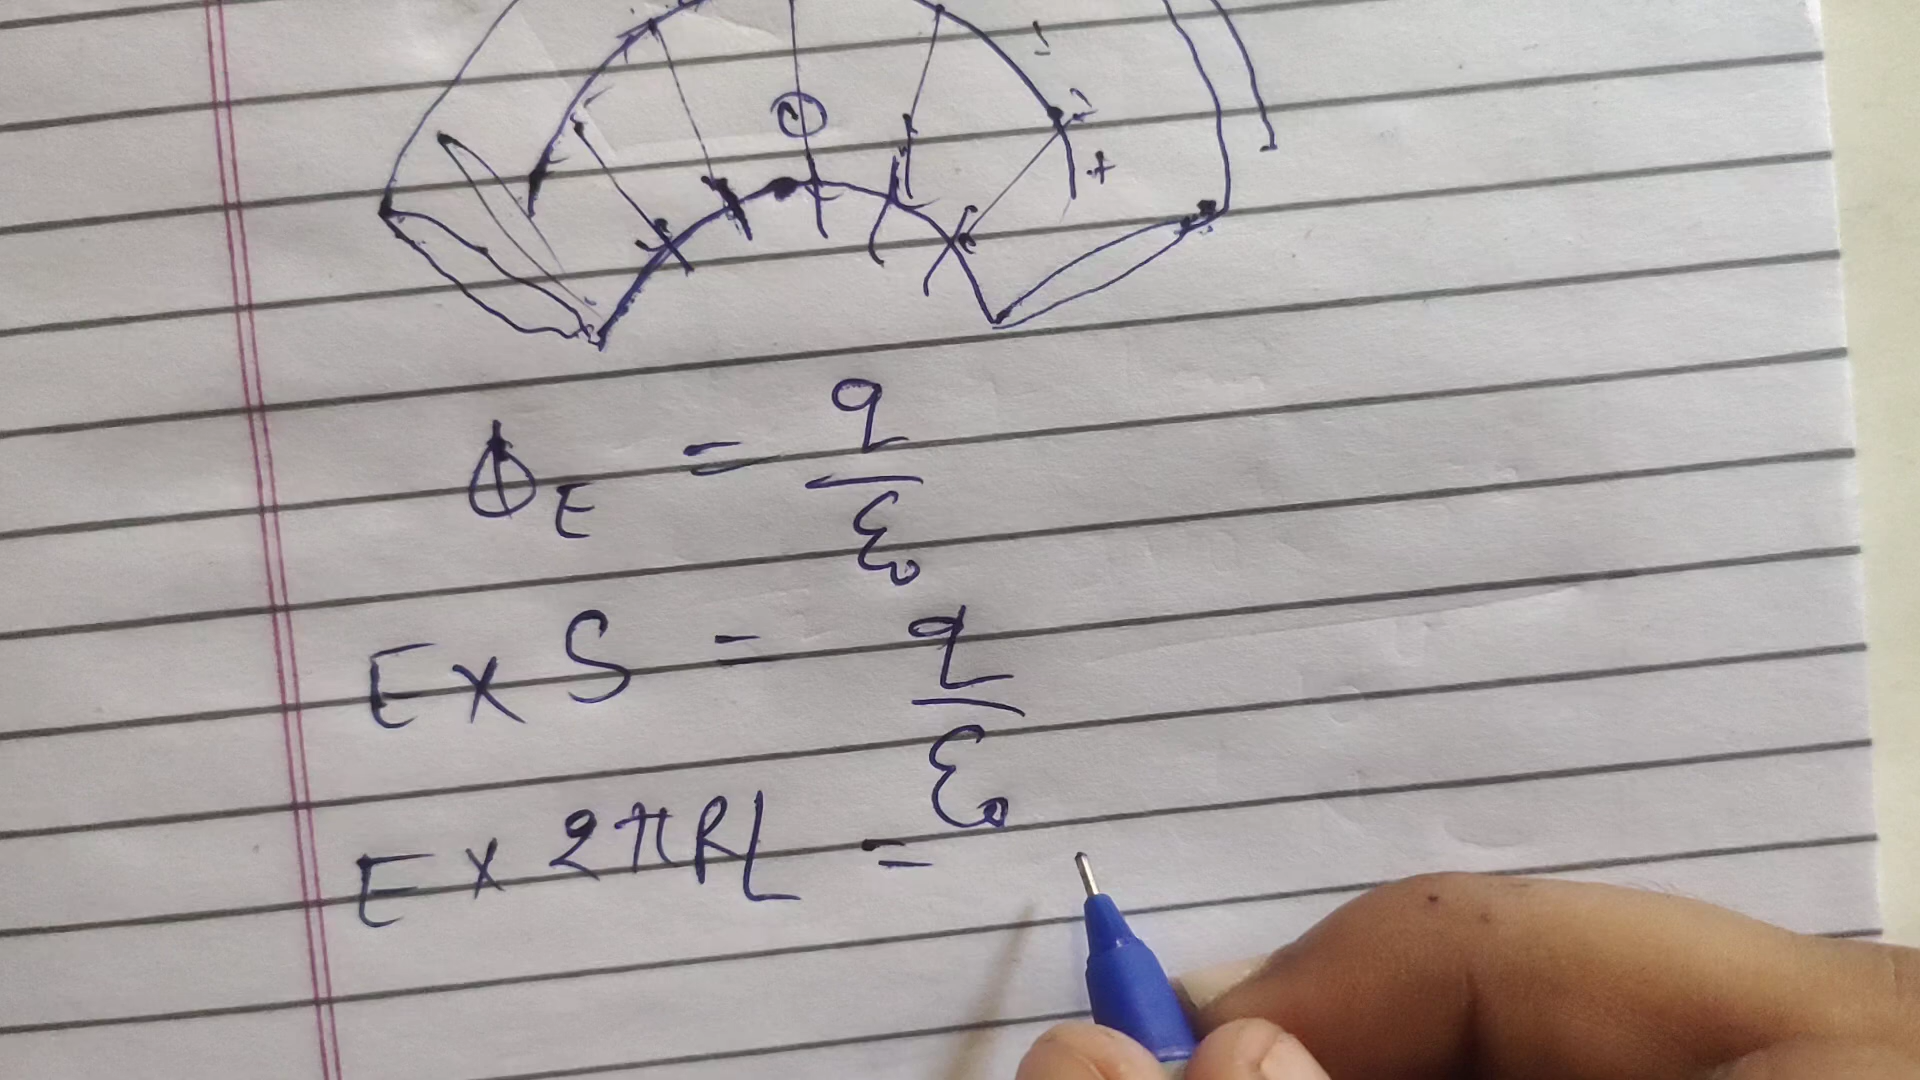 +
Φ_E = q/ε₀
E × S = q/ε₀
E × 2πRL =